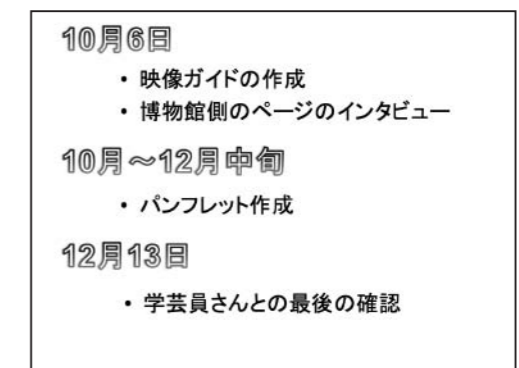 10月6日
・ 映像ガイドの作成
・ 博物館側のページのインタビュー
10月～12月中旬
・ パンフレット作成
12月13日
・ 学芸員さんとの最後の確認